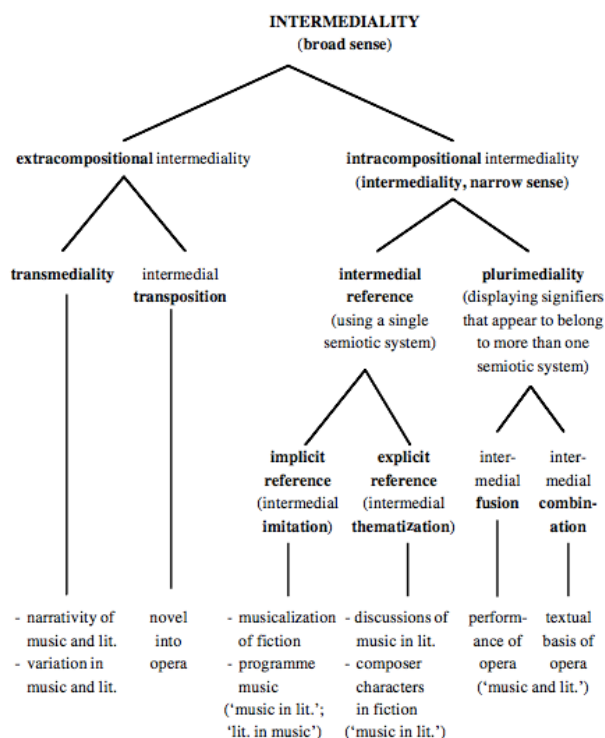 INTERMEDIALITY
(broad sense)
extracompositional intermediality
intracompositional intermediality
(intermediality, narrow sense)
transmediality
intermedial
transposition
intermedial
reference
(using a single
semiotic system)
plurimediality
(displaying signifiers
that appear to belong
to more than one
semiotic system)
implicit
reference
(intermedial
imitation)
explicit
reference
(intermedial
thematization)
inter-
medial
fusion
inter-
medial
combin-
ation
- narrativity of
music and lit.
- variation in
music and lit.
novel
into
opera
- musicalization
of fiction
- programme
music
(‘music in lit.’;
‘lit. in music’)
- discussions of
music in lit.
- composer
characters
in fiction
(‘music in lit.’)
perform-
ance of
opera
textual
basis of
opera
(‘music and lit.’)